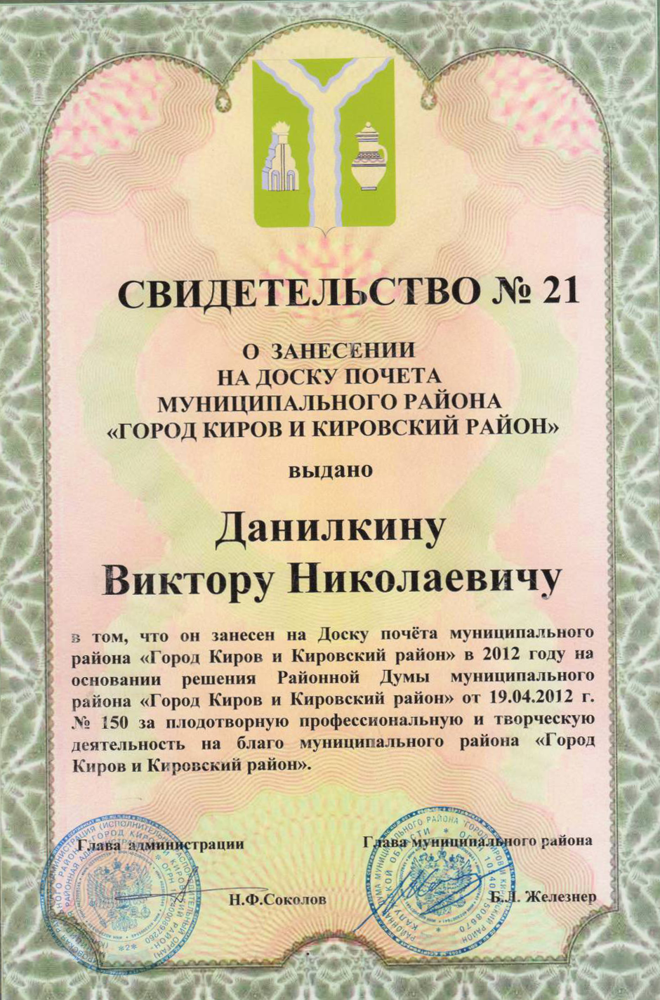 СВИДЕТЕЛЬСТВО № 21
О ЗАНЕСЕНИИ
НА ДОСКУ ПОЧЕТА
МУНИЦИПАЛЬНОГО РАЙОНА
«ГОРОД КИРОВ И КИРОВСКИЙ РАЙОН»
выдано
Данилкину
Виктору Николаевичу
в том, что он занесен на Доску почёта муниципального
района «Город Киров и Кировский район» в 2012 году на
основании решения Районной Думы муниципального
района «Город Киров и Кировский район» от 19.04.2012 г.
№ 150 за плодотворную профессиональную и творческую
деятельность на благо муниципального района «Город
Киров и Кировский район».
Глава администрации
Глава муниципального района
Н.Ф.Соколов
Б.Л. Железнер